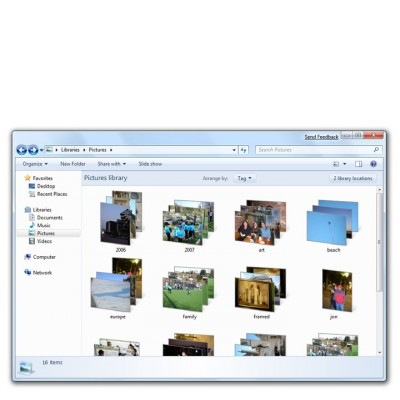 Send Feedback
Libraries Pictures
Search Pictures
Organize New Folder Share with Slide show
Favorites
Desktop
Recent Places
Libraries
Documents
Music
Pictures
Videos
Computer
Network
Pictures library
Arrange by: Tag
2 library locations
2006 2007 art beach
europe family framed jon
16 items